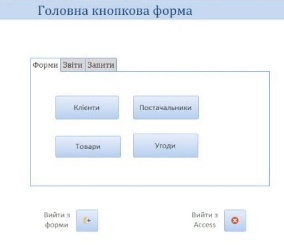 Головна кнопкова форма
Форми Звіти Запити
Клієнти Постачальники
Товари Угоди
Вийти з форми
Вийти з Access